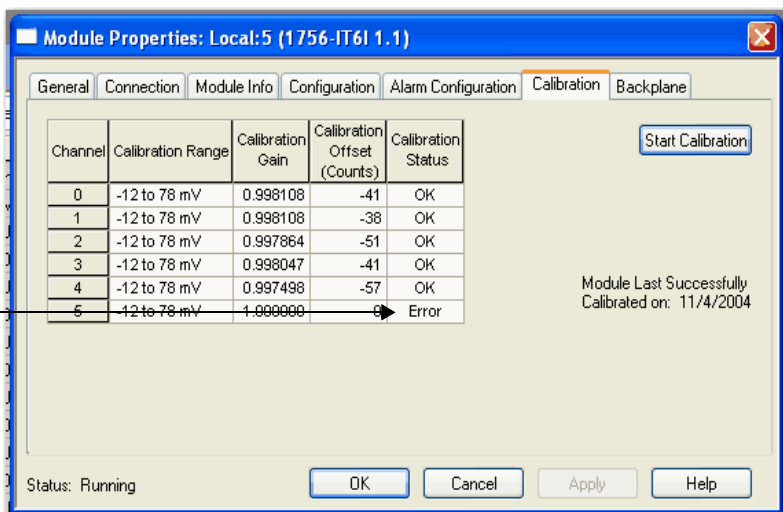 Module Properties: Local:5 (1756-IT6I 1.1)
General Connection Module Info Configuration Alarm Configuration Calibration Backplane
Channel Calibration Range Calibration Gain Calibration Offset (Counts) Calibration Status
0 -12 to 78 mV 0.998108 -41 OK
1 -12 to 78 mV 0.998108 -38 OK
2 -12 to 78 mV 0.997864 -51 OK
3 -12 to 78 mV 0.998047 -41 OK
4 -12 to 78 mV 0.997498 -57 OK
5 -12 to 78 mV 1.000000 0 Error
Start Calibration
Module Last Successfully
Calibrated on: 11/4/2004
Status: Running
OK Cancel Apply Help